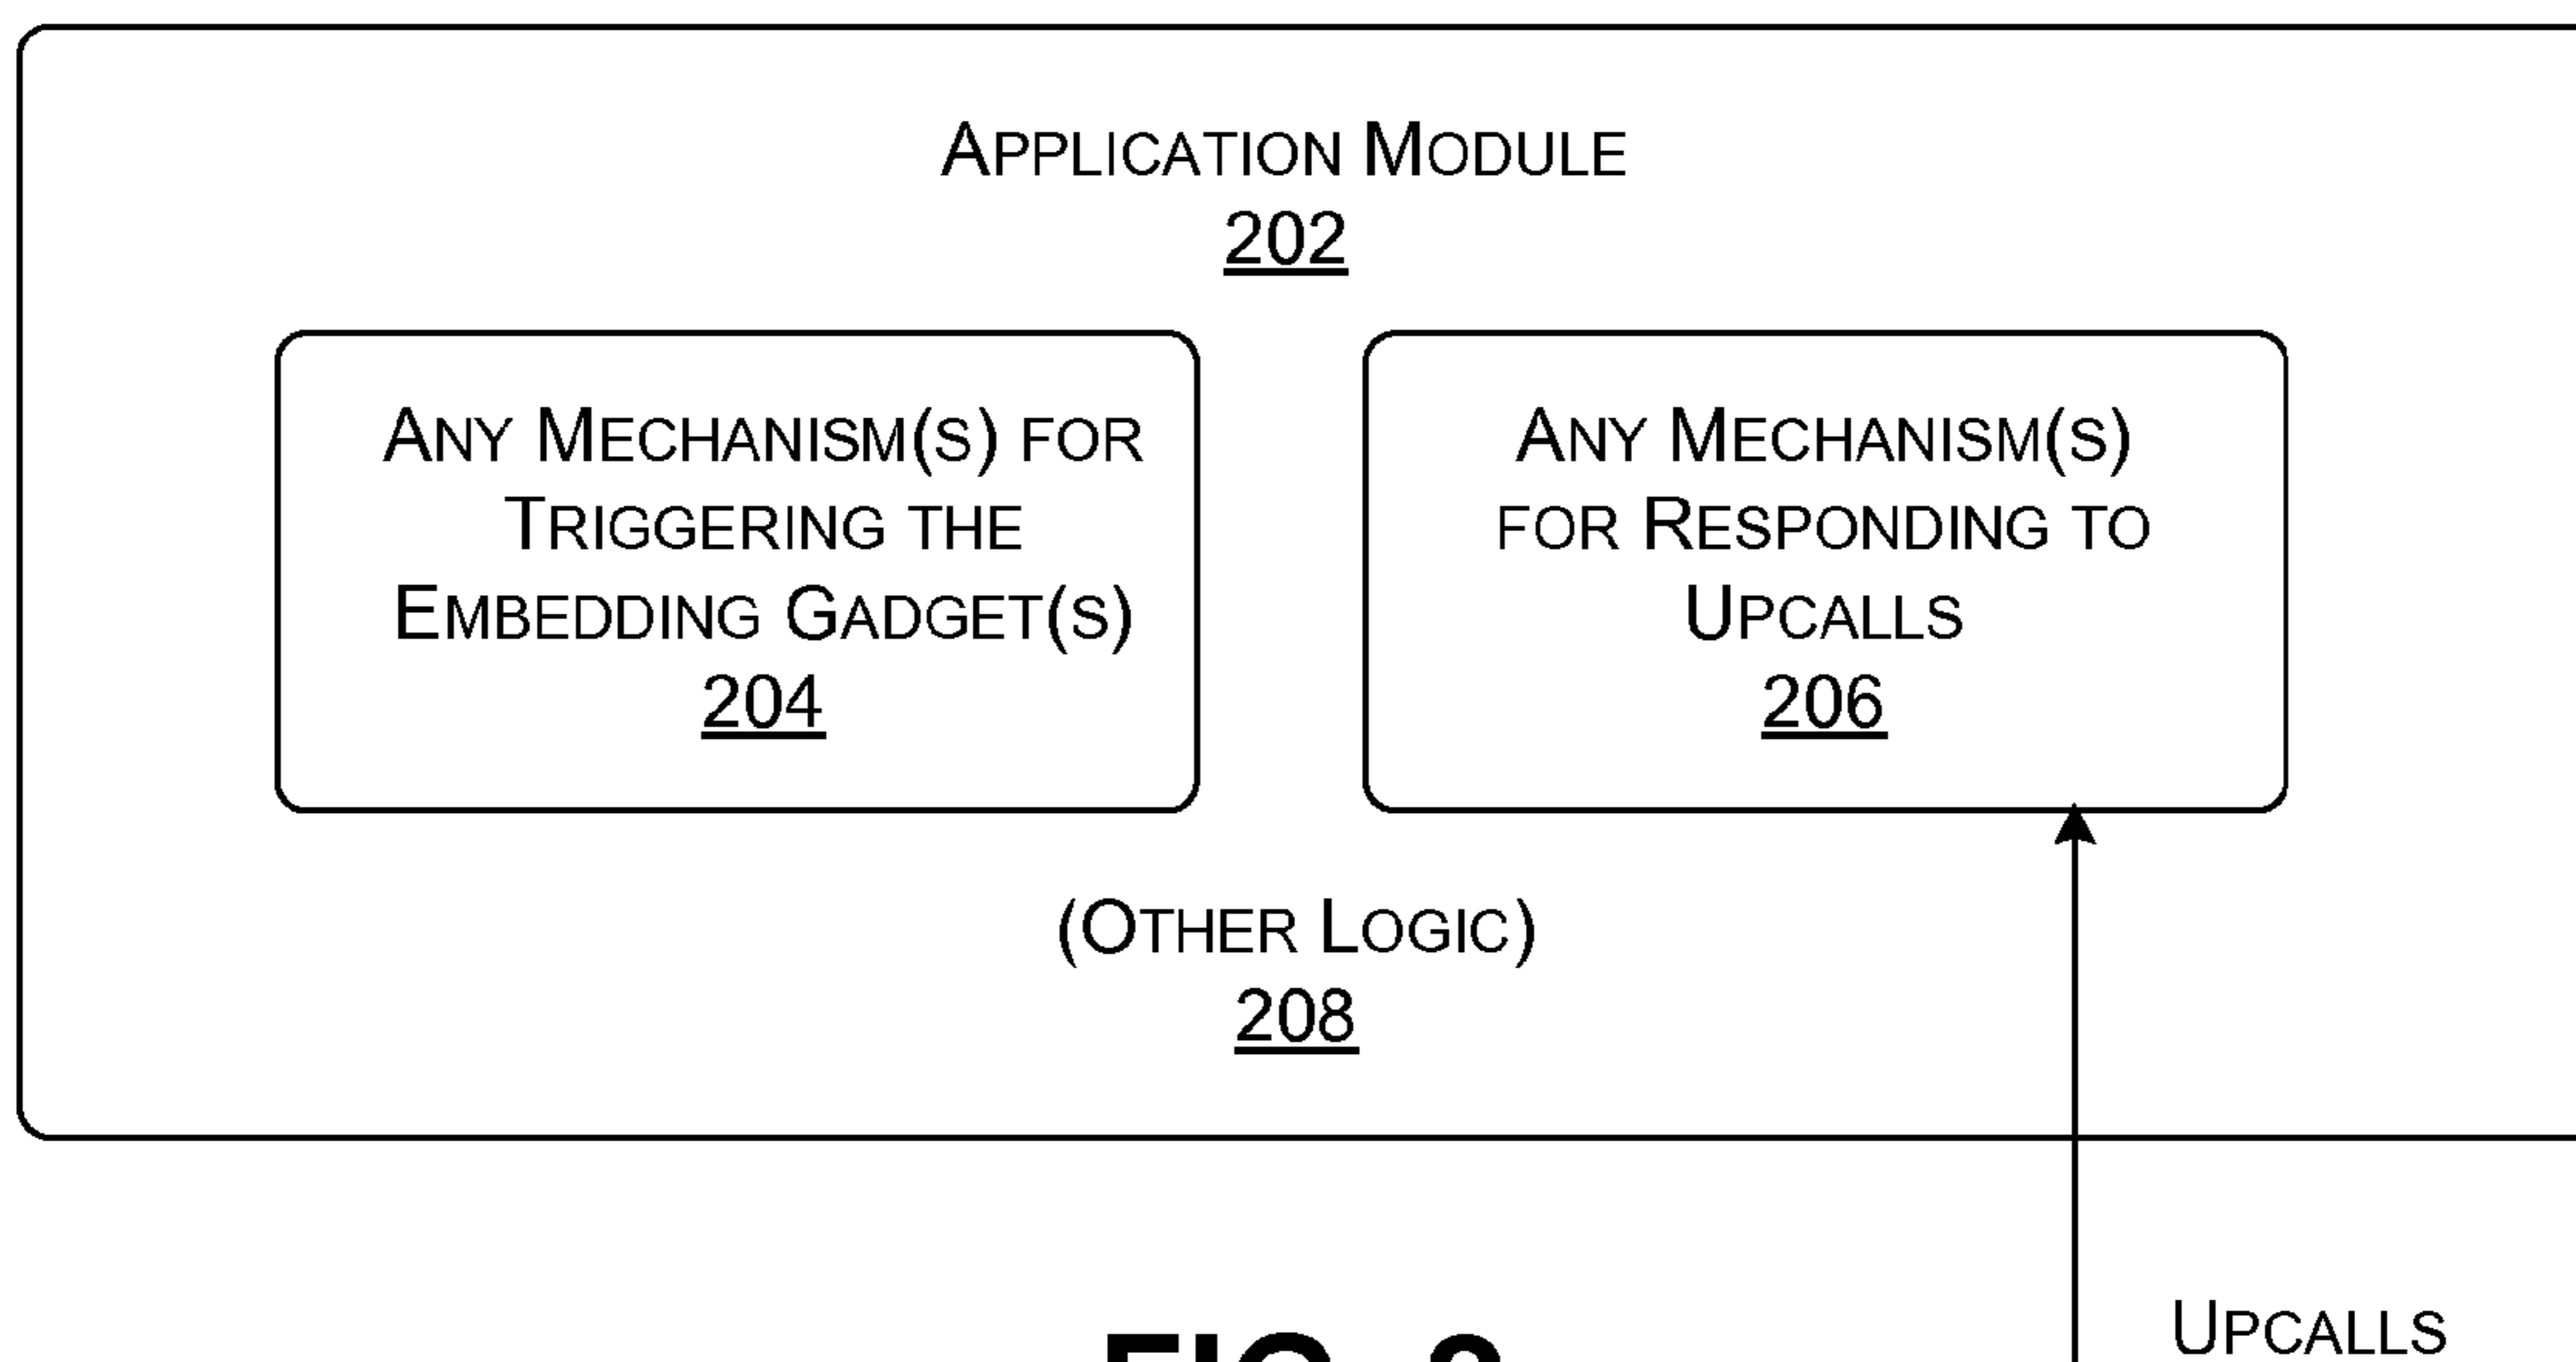 APPLICATION MODULE
202
ANY MECHANISM(S) FOR
TRIGGERING THE
EMBEDDING GADGET(S)
204
ANY MECHANISM(S)
FOR RESPONDING TO
UPCALLS
206
(OTHER LOGIC)
208
UPCALLS
FIG.